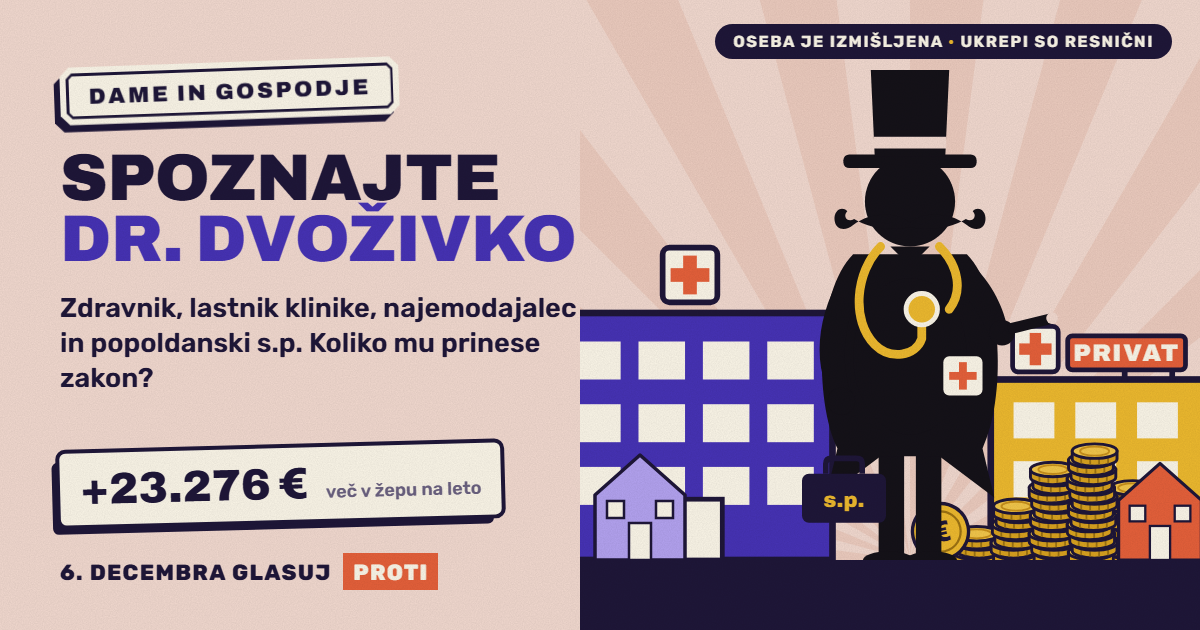 OSEBA JE IZMIŠLJENA • UKREPI SO RESNIČNI
DAME IN GOSPODJE
SPOZNAJTE
DR. DVOŽIVKO
Zdravnik, lastnik klinike, najemodajalec
in popoldanski s.p. Koliko mu prinese
zakon?
+23.276 € več v žepu na leto
6. DECEMBRA GLASUJ PROTI
PRIVAT
s.p.
€